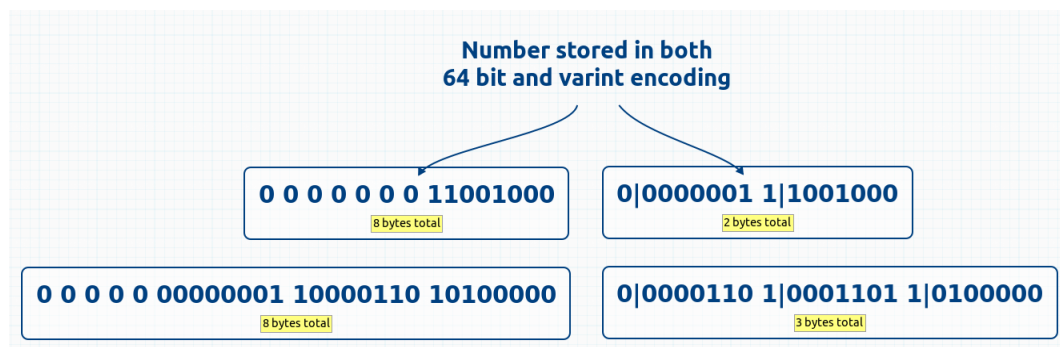 Number stored in both
64 bit and varint encoding
0 0 0 0 0 0 0 11001000
8 bytes total
0|0000001 1|1001000
2 bytes total
0 0 0 0 0 00000001 10000110 10100000
8 bytes total
0|0000110 1|0001101 1|0100000
3 bytes total